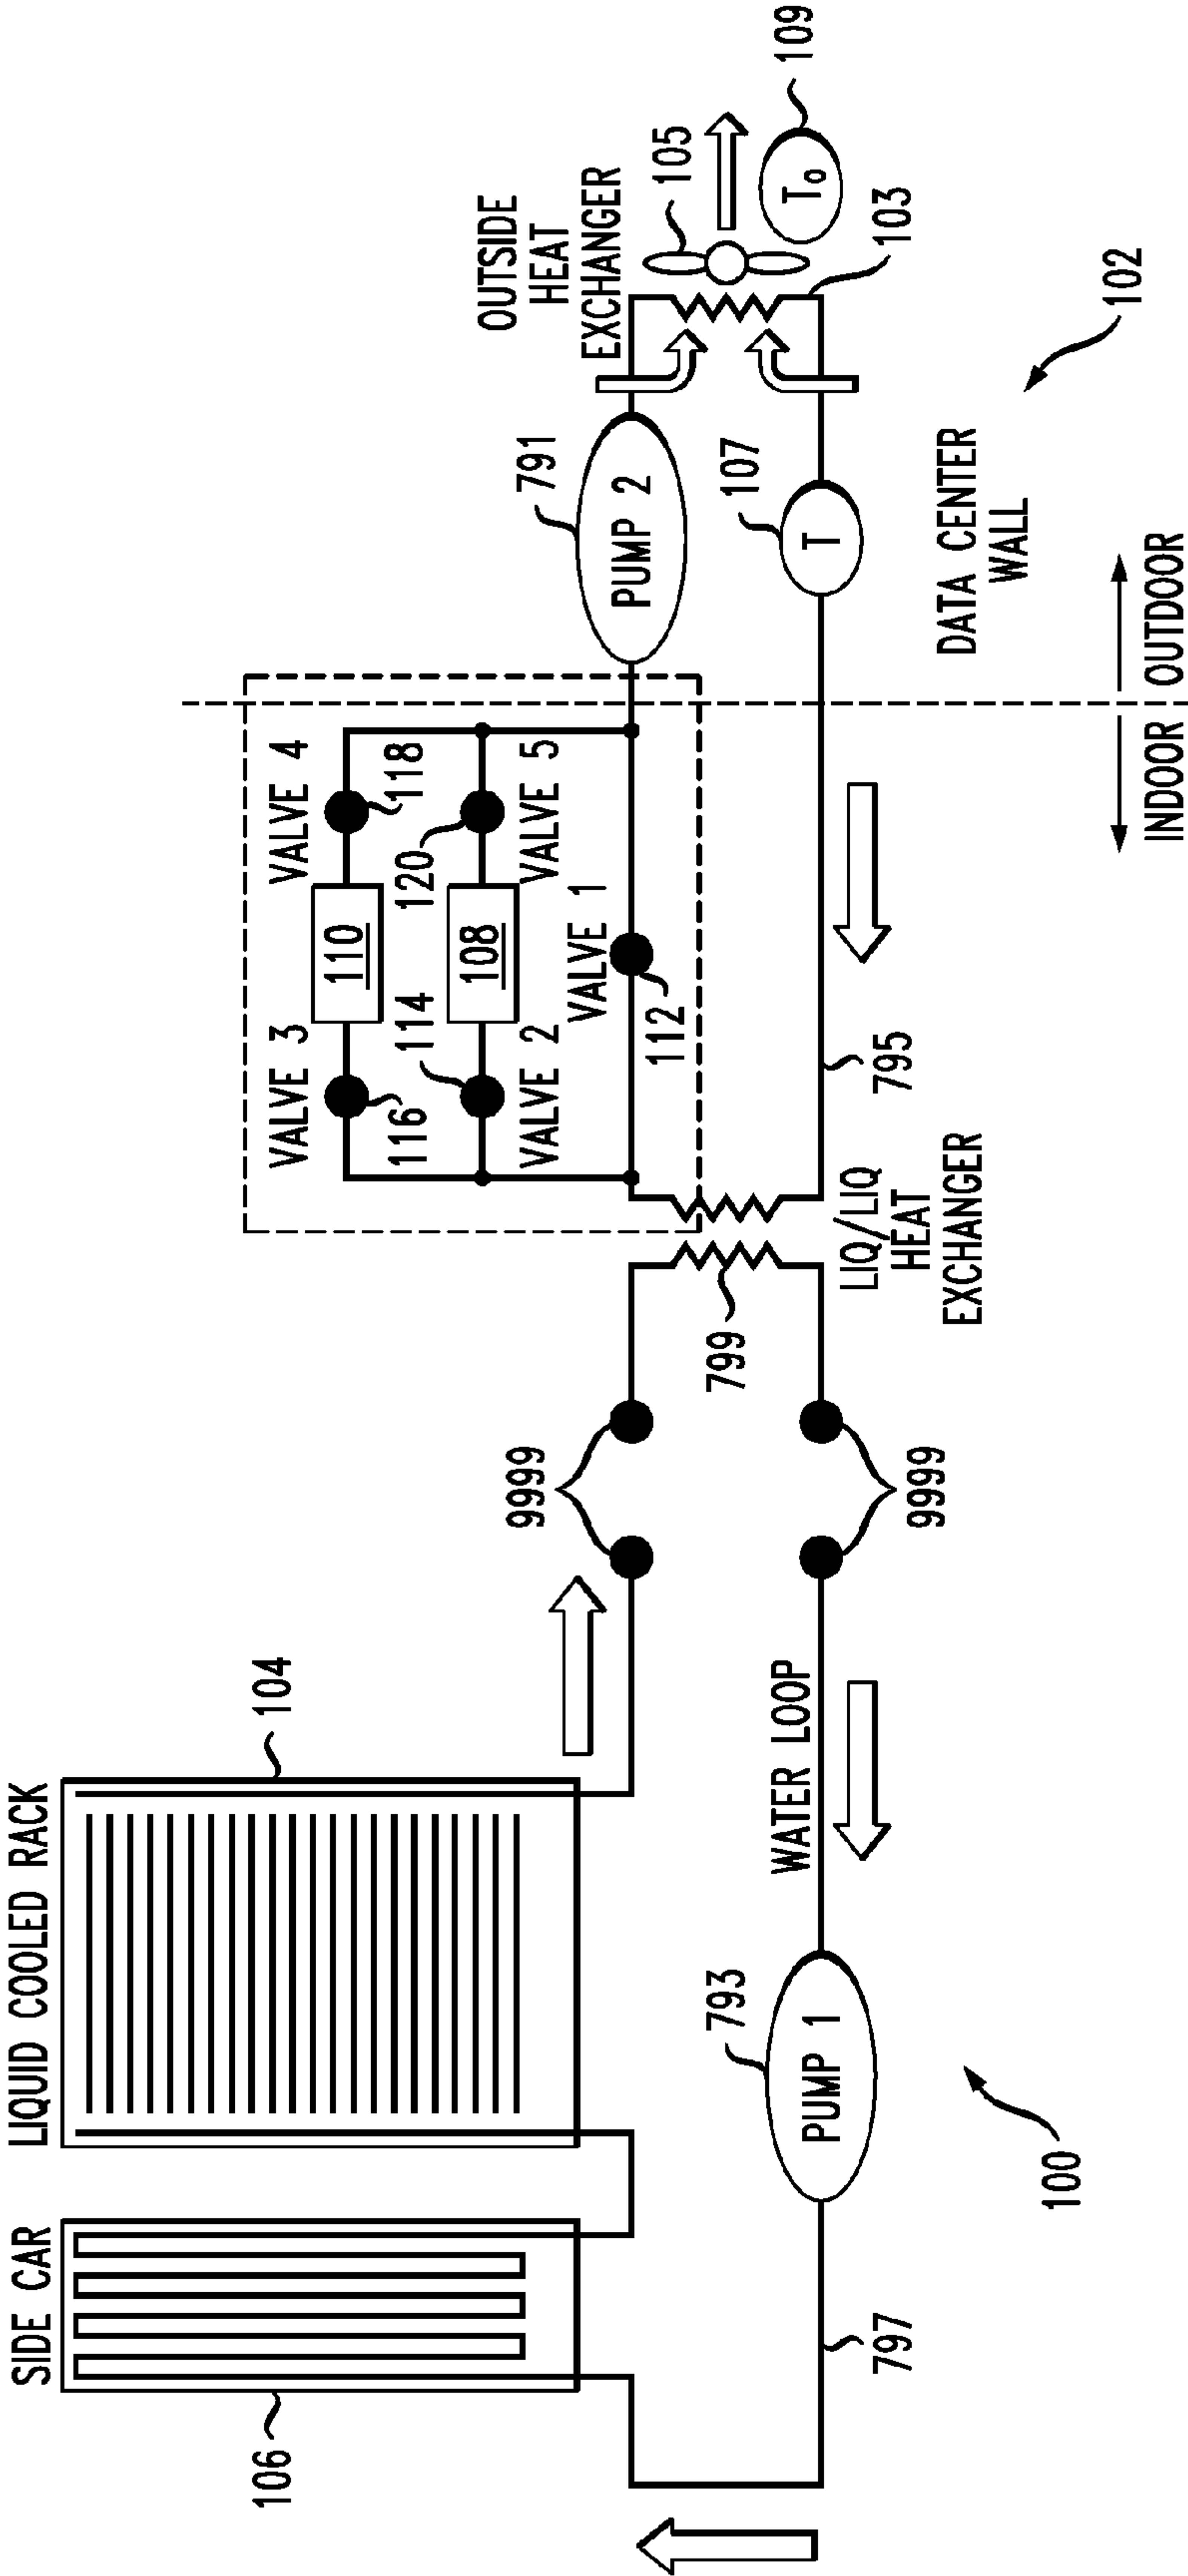 SIDE CAR
LIQUID COOLED RACK
106
104
VALVE 3
VALVE 4
116
110
118
114
120
108
VALVE 2
VALVE 5
VALVE 1
112
9999
799
9999
LIQ/LIQ
HEAT
EXCHANGER
OUTSIDE
HEAT
EXCHANGER
791
PUMP 2
105
T₀
109
107
T
103
793
PUMP 1
WATER LOOP
797
795
100
DATA CENTER
WALL
102
INDOOR
OUTDOOR